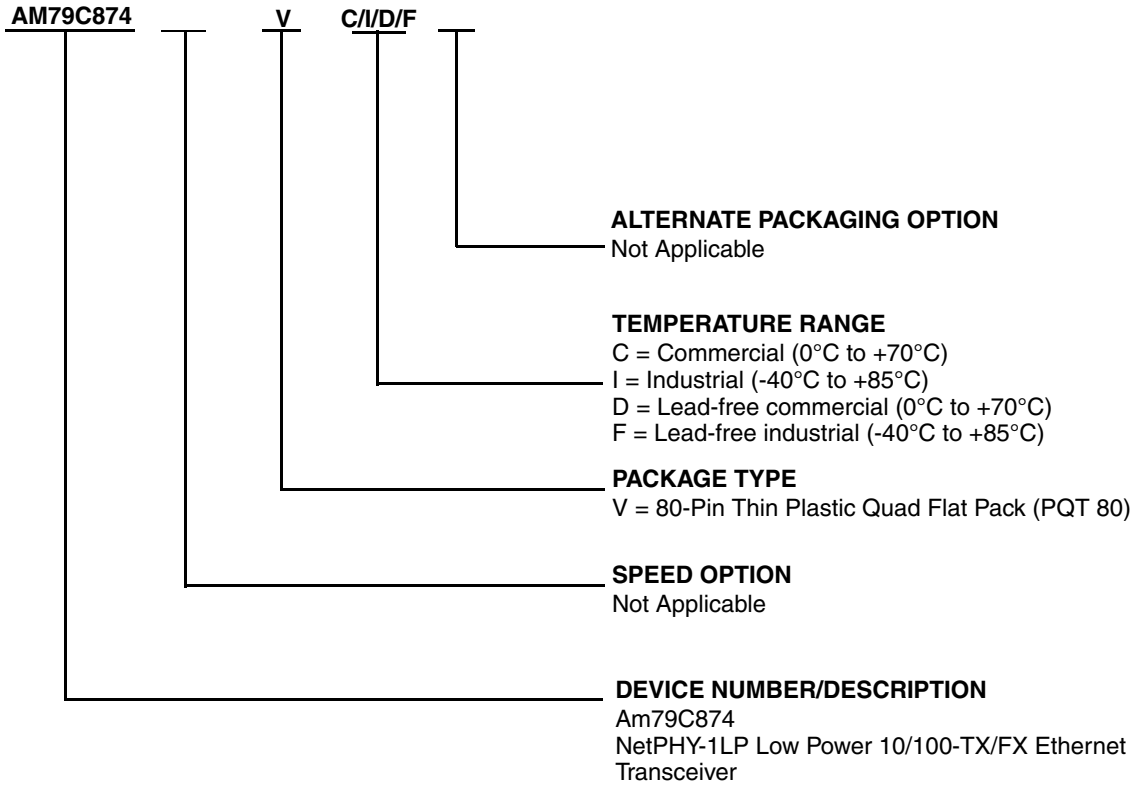 AM79C874 V C/I/D/F
ALTERNATE PACKAGING OPTION
Not Applicable
TEMPERATURE RANGE
C = Commercial (0°C to +70°C)
I = Industrial (-40°C to +85°C)
D = Lead-free commercial (0°C to +70°C)
F = Lead-free industrial (-40°C to +85°C)
PACKAGE TYPE
V = 80-Pin Thin Plastic Quad Flat Pack (PQT 80)
SPEED OPTION
Not Applicable
DEVICE NUMBER/DESCRIPTION
Am79C874
NetPHY-1LP Low Power 10/100-TX/FX Ethernet
Transceiver